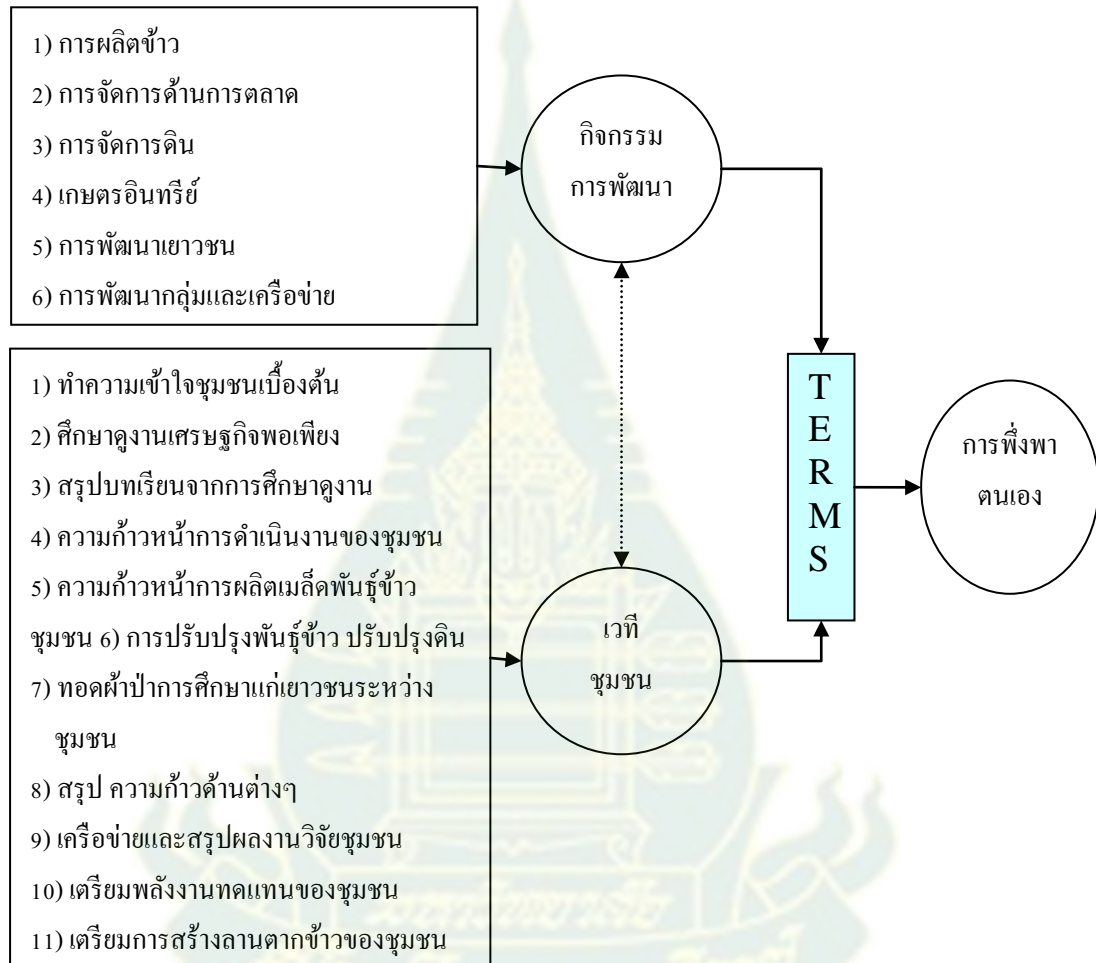 1) การผลิตข้าว
2) การจัดการด้านการตลาด
3) การจัดการดิน
4) เกษตรอินทรีย์
5) การพัฒนาเยาวชน
6) การพัฒนากลุ่มและเครือข่าย
กิจกรรม
การพัฒนา
1) ทำความเข้าใจชุมชนเบื้องต้น
2) ศึกษาดูงานเศรษฐกิจพอเพียง
3) สรุปบทเรียนจากการศึกษาดูงาน
4) ความก้าวหน้าการดำเนินงานของชุมชน
5) ความก้าวหน้าการผลิตเมล็ดพันธุ์ข้าว
ชุมชน 6) การปรับปรุงพันธุ์ข้าว ปรับปรุงดิน
7) ทอดผ้าป่าการศึกษาแก่เยาวชนระหว่าง
ชุมชน
8) สรุป ความก้าวด้านต่างๆ
9) เครือข่ายและสรุปผลงานวิจัยชุมชน
10) เตรียมพลังงานทดแทนของชุมชน
11) เตรียมการสร้างลานตากข้าวของชุมชน
เวที
ชุมชน
T
E
R
M
S
การพึ่งพา
ตนเอง